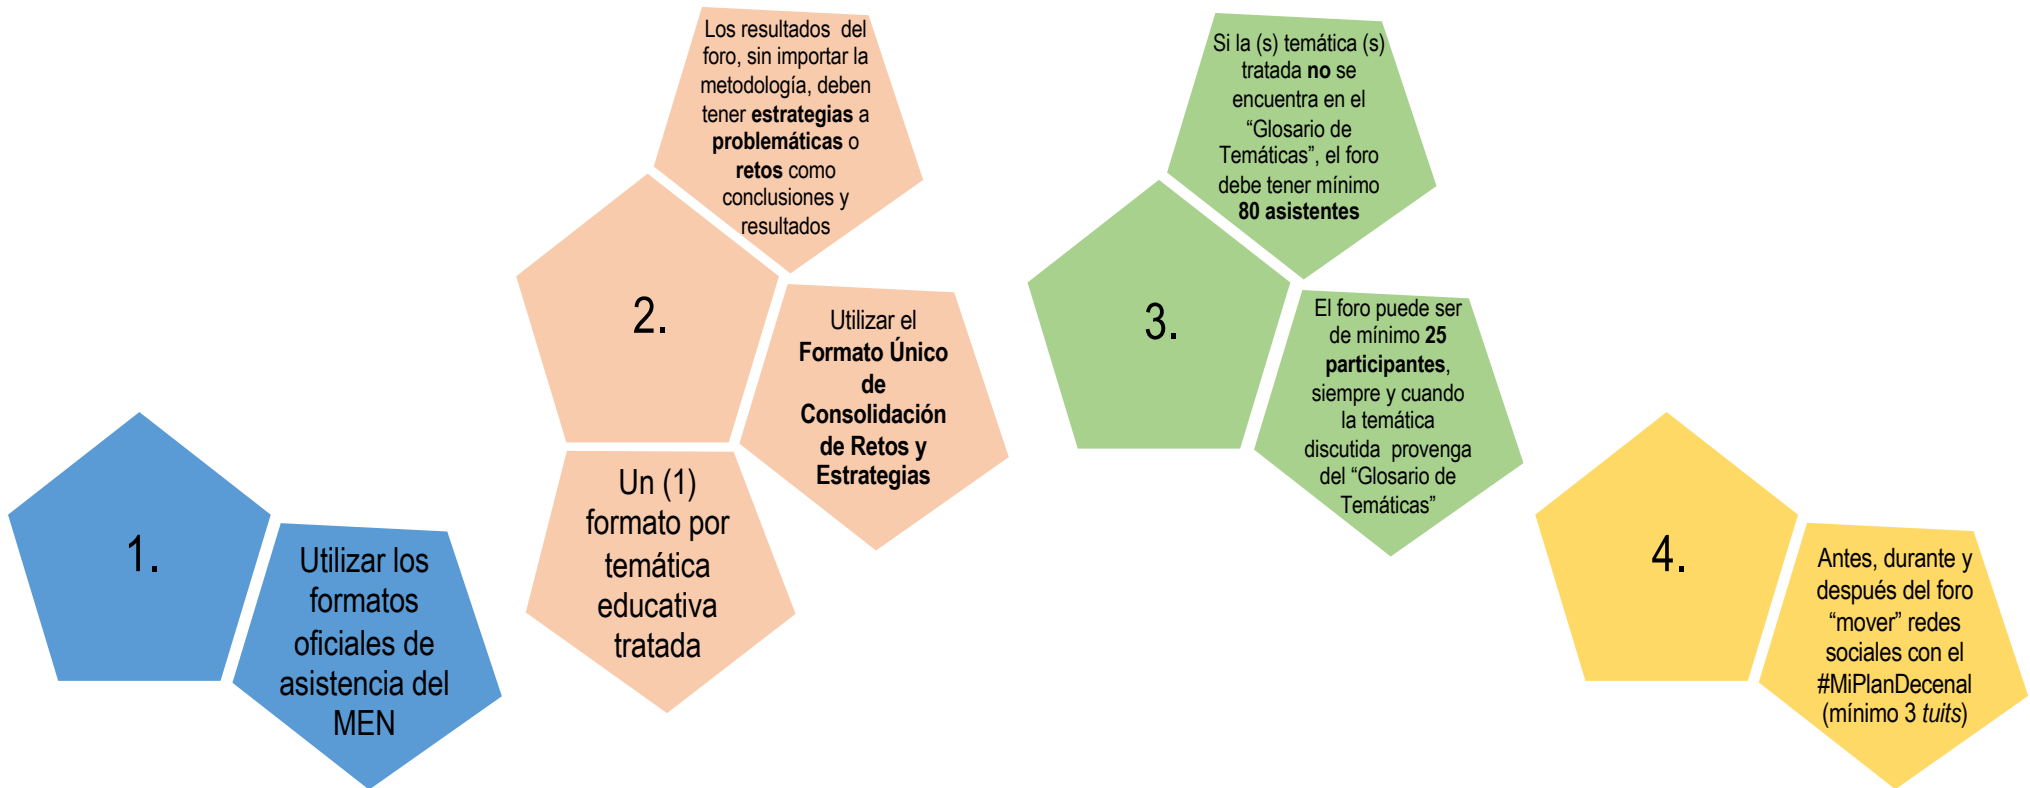 1.
Utilizar los
formatos
oficiales de
asistencia del
MEN
2.
Los resultados del
foro, sin importar la
metodología, deben
tener estrategias a
problemáticas o
retos como
conclusiones y
resultados
Utilizar el
Formato Único
de
Consolidación
de Retos y
Estrategias
Un (1)
formato por
temática
educativa
tratada
3.
Si la (s) temática (s)
tratada no se
encuentra en el
“Glosario de
Temáticas”, el foro
debe tener mínimo
80 asistentes
El foro puede ser
de mínimo 25
participantes,
siempre y cuando
la temática
discutida provenga
del “Glosario de
Temáticas”
4.
Antes, durante y
después del foro
“mover” redes
sociales con el
#MiPlanDecenal
(mínimo 3 tuits)